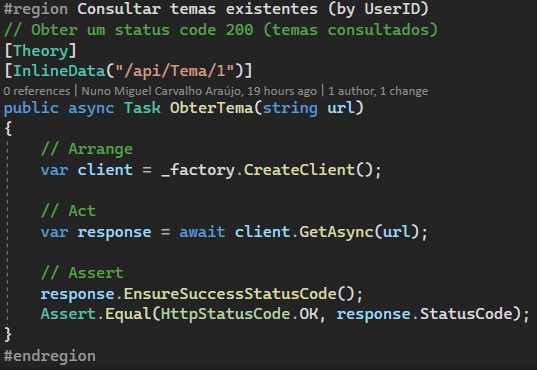 #region Consultar temas existentes (by UserID)
// Obter um status code 200 (temas consultados)
[Theory]
[InlineData("/api/Tema/1")]
0 references | Nuno Miguel Carvalho Araújo, 19 hours ago | 1 author, 1 change
public async Task ObterTema(string url)
{
// Arrange
var client = _factory.CreateClient();
// Act
var response = await client.GetAsync(url);
// Assert
response.EnsureSuccessStatusCode();
Assert.Equal(HttpStatusCode.OK, response.StatusCode);
}
#endregion